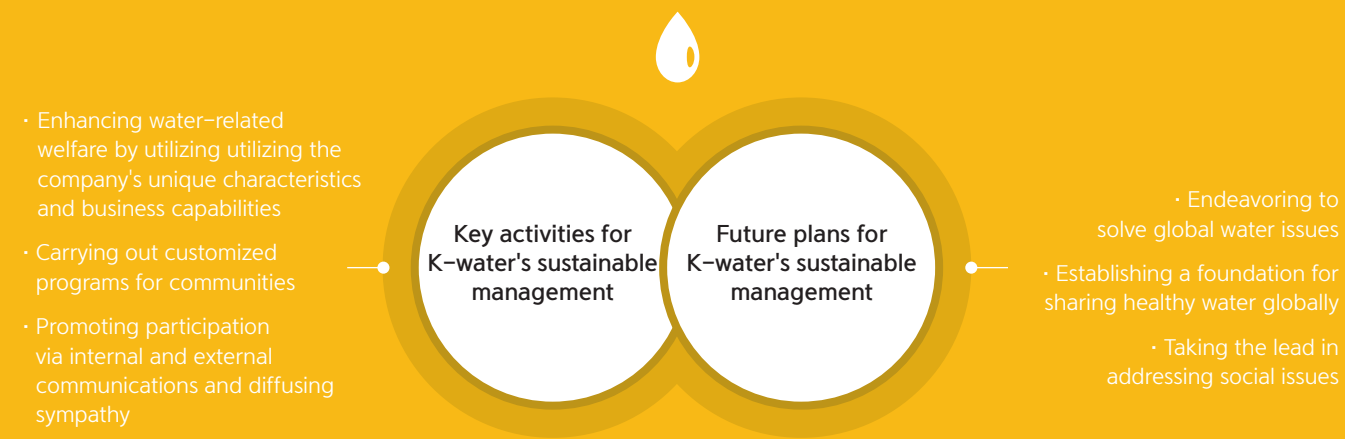 · Enhancing water-related
welfare by utilizing utilizing the
company's unique characteristics
and business capabilities
· Carrying out customized
programs for communities
· Promoting participation
via internal and external
communications and diffusing
sympathy
Key activities for
K-water's sustainable
management
Future plans for
K-water's sustainable
management
· Endeavoring to
solve global water issues
· Establishing a foundation for
sharing healthy water globally
· Taking the lead in
addressing social issues